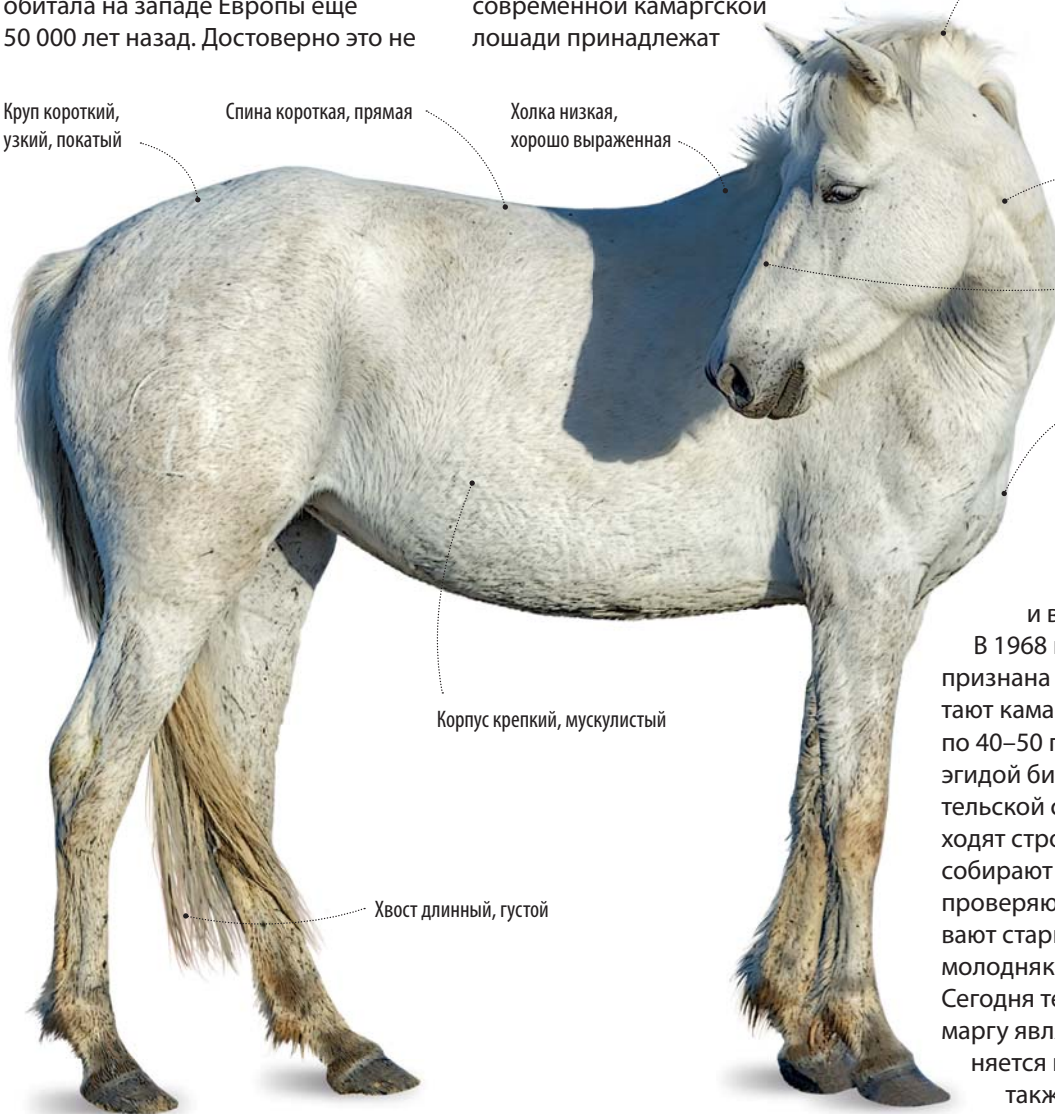 обитала на западе Европы еще
50 000 лет назад. Достоверно это не
современной камаргской
лошади принадлежат
Круп короткий,
узкий, покатый
Спина короткая, прямая
Холка низкая,
хорошо выраженная
Корпус крепкий, мускулистый
Хвост длинный, густой
и в
В 1968
признана
тают кама
по 40–50
эгидой би
тельской
ходят стро
собирают
проверяю
вают стар
молодняк
Сегодня те
маргу явл
няется
такж